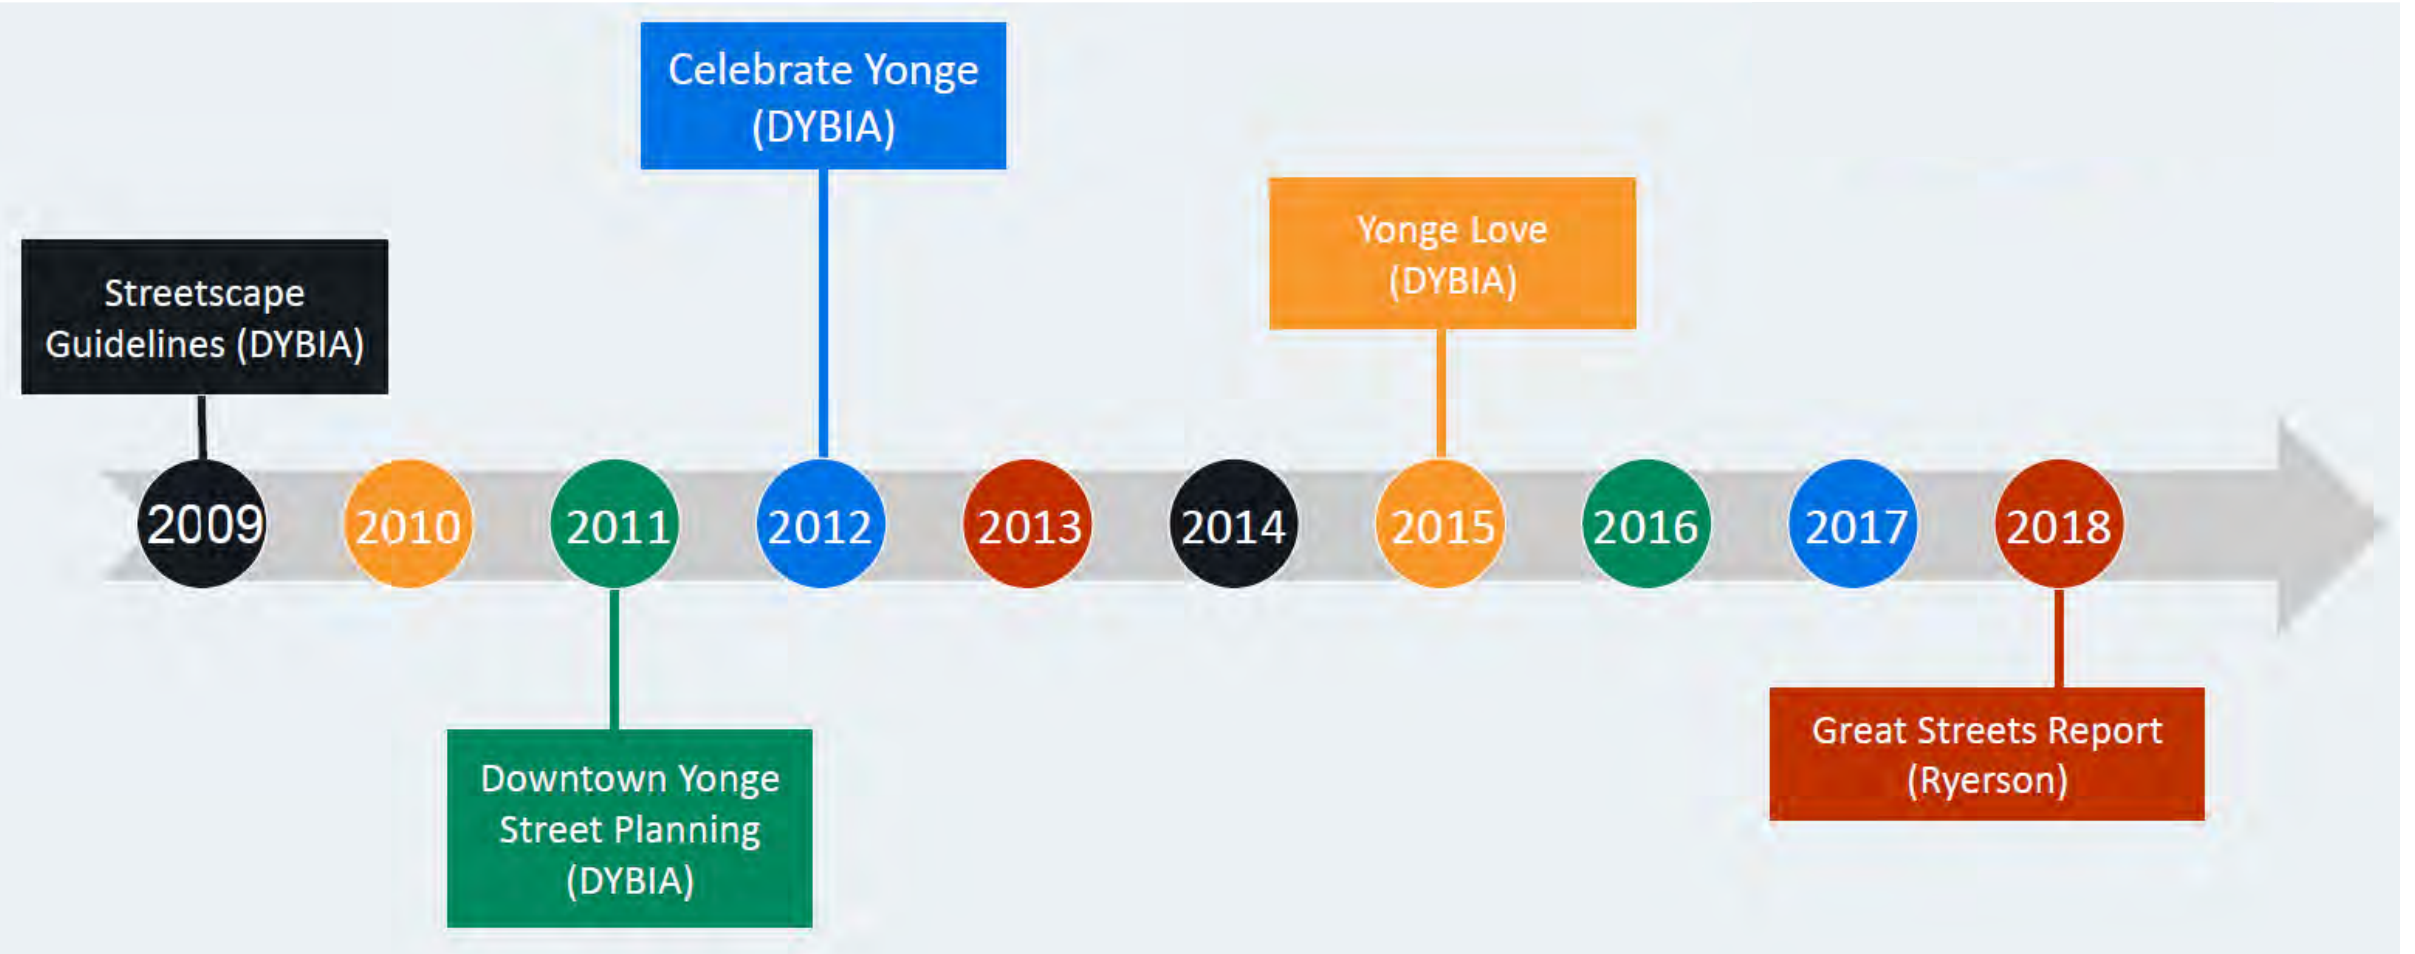 Celebrate Yonge
(DYBIA)
Yonge Love
(DYBIA)
Streetscape
Guidelines (DYBIA)
2009
2010
2011
2012
2013
2014
2015
2016
2017
2018
Great Streets Report
(Ryerson)
Downtown Yonge
Street Planning
(DYBIA)